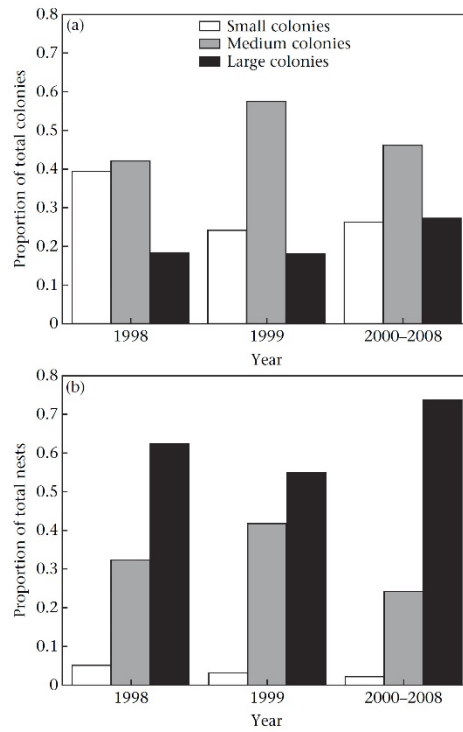 (a)
Small colonies
Medium colonies
Large colonies
Proportion of total colonies
0.8
0.7
0.6
0.5
0.4
0.3
0.2
0.1
0
1998 1999 2000–2008
Year
(b)
Proportion of total nests
0.8
0.7
0.6
0.5
0.4
0.3
0.2
0.1
0
1998 1999 2000–2008
Year